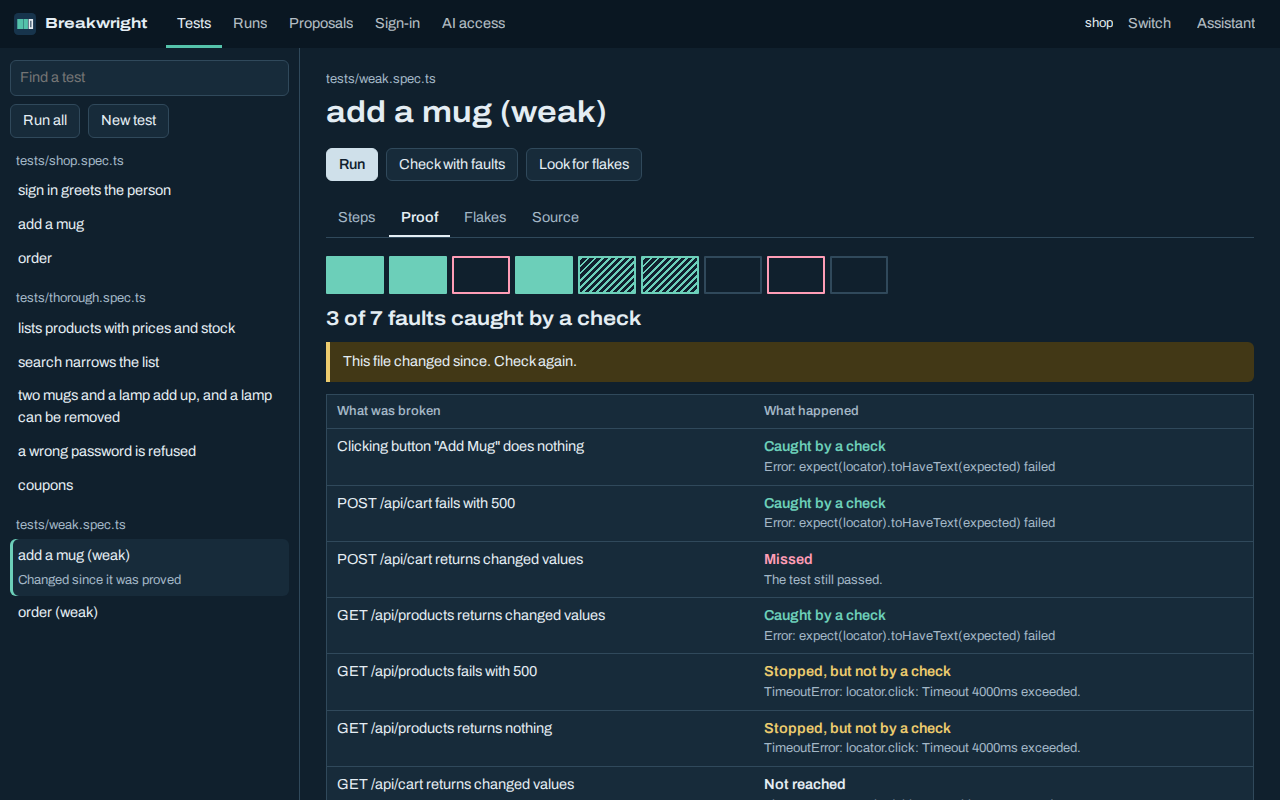 Breakwright
Tests
Runs
Proposals
Sign-in
AI access
shop
Switch
Assistant
Find a test
Run all
New test
tests/shop.spec.ts
sign in greets the person
add a mug
order
tests/thorough.spec.ts
lists products with prices and stock
search narrows the list
two mugs and a lamp add up, and a lamp
can be removed
a wrong password is refused
coupons
tests/weak.spec.ts
add a mug (weak)
Changed since it was proved
order (weak)
tests/weak.spec.ts
add a mug (weak)
Run
Check with faults
Look for flakes
Steps
Proof
Flakes
Source
3 of 7 faults caught by a check
This file changed since. Check again.
What was broken
What happened
Clicking button "Add Mug" does nothing
Caught by a check
Error: expect(locator).toHaveText(expected) failed
POST /api/cart fails with 500
Caught by a check
Error: expect(locator).toHaveText(expected) failed
POST /api/cart returns changed values
Missed
The test still passed.
GET /api/products returns changed values
Caught by a check
Error: expect(locator).toHaveText(expected) failed
GET /api/products fails with 500
Stopped, but not by a check
TimeoutError: locator.click: Timeout 4000ms exceeded.
GET /api/products returns nothing
Stopped, but not by a check
TimeoutError: locator.click: Timeout 4000ms exceeded.
GET /api/cart returns changed values
Not reached